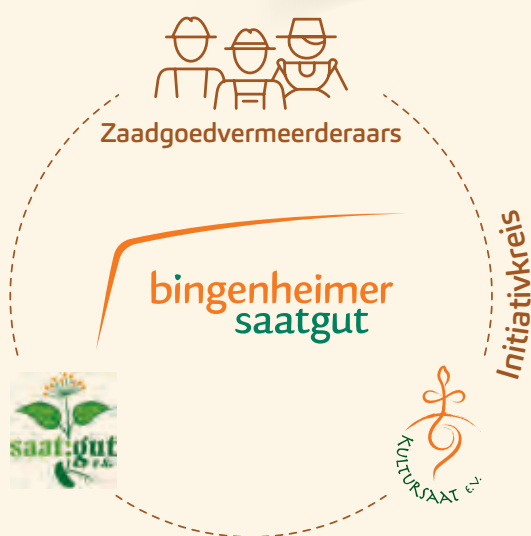 Zaadgoedvermeerderaars
Initiativkreis
bingenheimer
saatgut
saat:gut
e.V.
KULTURSAAT e.V.